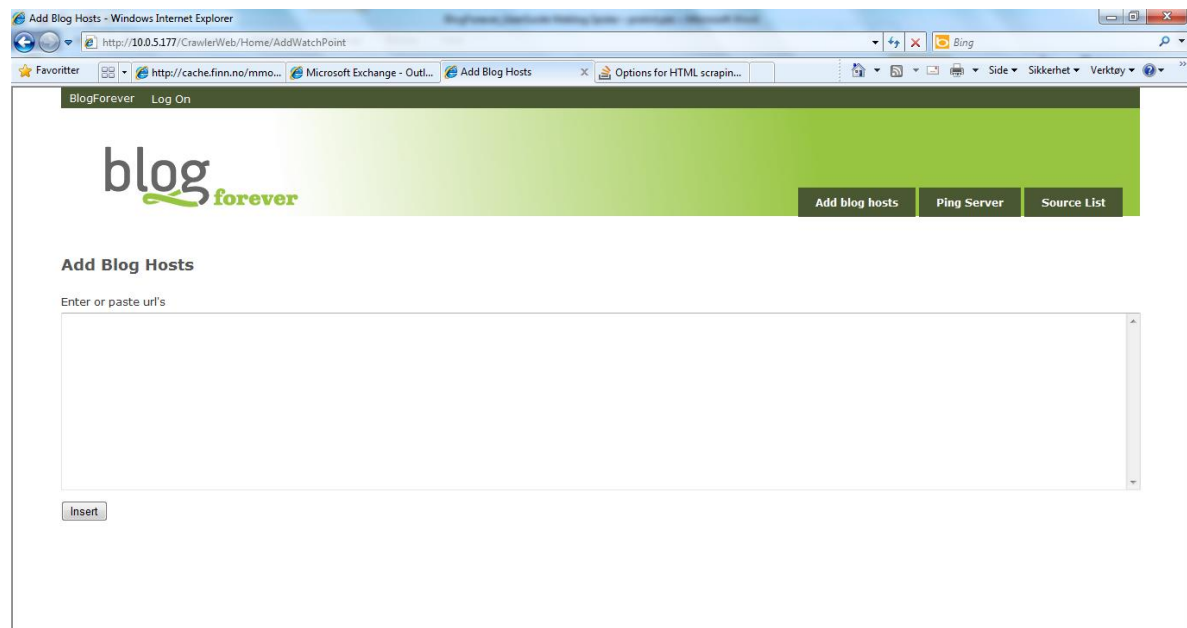 Add Blog Hosts - Windows Internet Explorer
http://10.0.5.177/CrawlerWeb/Home/AddWatchPoint
Bing
Favoritter
http://cache.finn.no/mmo...
Microsoft Exchange - Outl...
Add Blog Hosts
Options for HTML scrapin...
Side
Sikkerhet
Verktøy
BlogForever Log On
blog
forever
Add blog hosts
Ping Server
Source List
Add Blog Hosts
Enter or paste url's
Insert